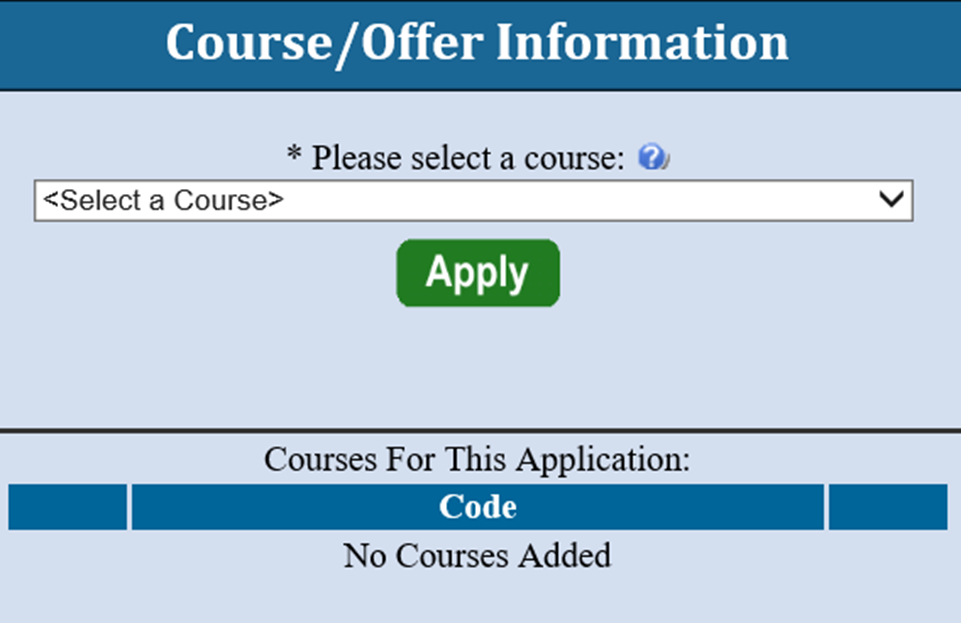 Course/Offer Information
* Please select a course: ?
<Select a Course>
Apply
Courses For This Application:
Code
No Courses Added